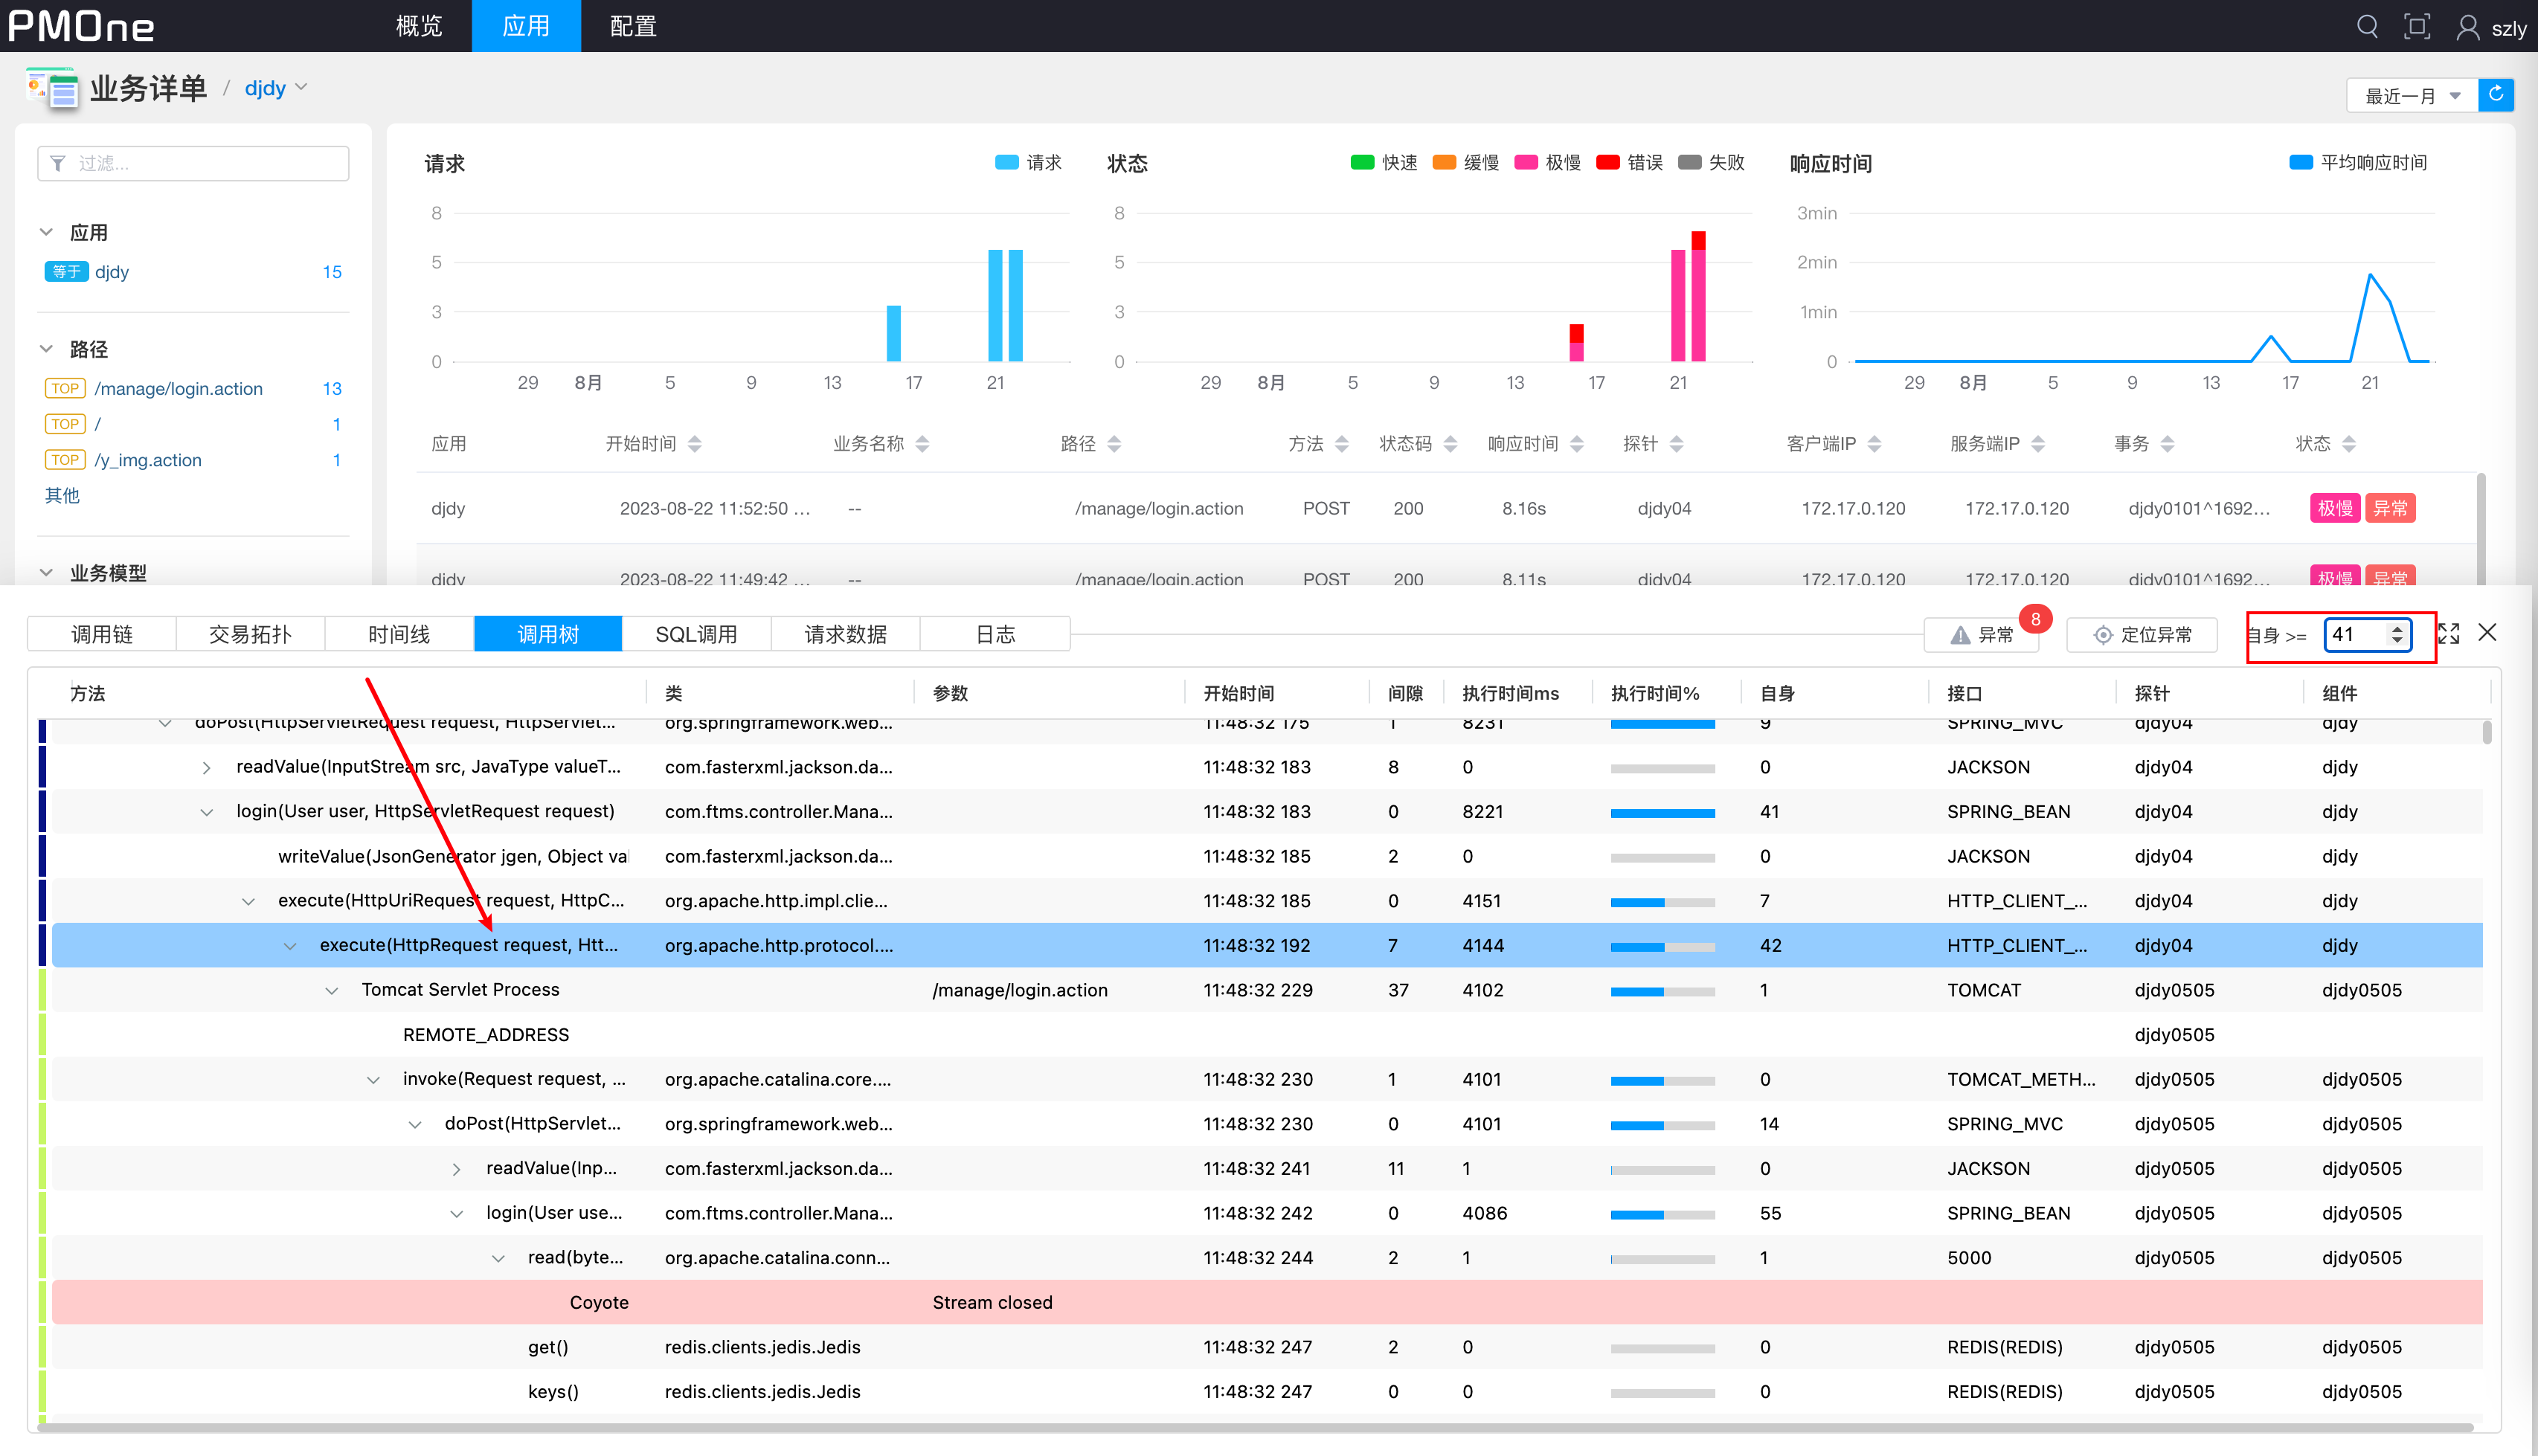 PMOne 概览 应用 配置 szly
业务详单 / djdy 最近一月
过滤...
应用
等于 djdy 15
路径
TOP /manage/login.action 13
TOP / 1
TOP /y_img.action 1
其他
业务模型
请求 请求
8
5
3
0
29 8月 5 9 13 17 21
状态 快速 缓慢 极慢 错误 失败
8
5
3
0
29 8月 5 9 13 17 21
响应时间 平均响应时间
3min
2min
1min
0
29 8月 5 9 13 17 21
应用 开始时间 业务名称 路径 方法 状态码 响应时间 探针 客户端IP 服务端IP 事务 状态
djdy 2023-08-22 11:52:50 ... -- /manage/login.action POST 200 8.16s djdy04 172.17.0.120 172.17.0.120 djdy0101^1692... 极慢 异常
djdy 2023-08-22 11:49:42 ... -- /manage/login.action POST 200 8.11s djdy04 172.17.0.120 172.17.0.120 djdy0101^1692... 极慢 异常
调用链 交易拓扑 时间线 调用树 SQL调用 请求数据 日志 异常 8 定位异常 自身 >= 41
方法 类 参数 开始时间 间隙 执行时间ms 执行时间% 自身 接口 探针 组件
doPost(HttpServletRequest request, HttpServlet... org.springframework.web... 11:48:32 175 1 8231 9 SPRING_MVC djdy04 djdy
readValue(InputStream src, JavaType valueT... com.fasterxml.jackson.da... 11:48:32 183 8 0 0 JACKSON djdy04 djdy
login(User user, HttpServletRequest request) com.ftms.controller.Mana... 11:48:32 183 0 8221 41 SPRING_BEAN djdy04 djdy
writeValue(JsonGenerator jgen, Object va com.fasterxml.jackson.da... 11:48:32 185 2 0 0 JACKSON djdy04 djdy
execute(HttpUriRequest request, HttpC... org.apache.http.impl.clie... 11:48:32 185 0 4151 7 HTTP_CLIENT_... djdy04 djdy
execute(HttpRequest request, Htt... org.apache.http.protocol.... 11:48:32 192 7 4144 42 HTTP_CLIENT_... djdy04 djdy
Tomcat Servlet Process /manage/login.action 11:48:32 229 37 4102 1 TOMCAT djdy0505 djdy0505
REMOTE_ADDRESS djdy0505
invoke(Request request, ... org.apache.catalina.core.... 11:48:32 230 1 4101 0 TOMCAT_METH... djdy0505 djdy0505
doPost(HttpServlet... org.springframework.web... 11:48:32 230 0 4101 14 SPRING_MVC djdy0505 djdy0505
readValue(Inp... com.fasterxml.jackson.da... 11:48:32 241 11 1 0 JACKSON djdy0505 djdy0505
login(User use... com.ftms.controller.Mana... 11:48:32 242 0 4086 55 SPRING_BEAN djdy0505 djdy0505
read(byte... org.apache.catalina.conn... 11:48:32 244 2 1 1 5000 djdy0505 djdy0505
Coyote Stream closed
get() redis.clients.jedis.Jedis 11:48:32 247 2 0 0 REDIS(REDIS) djdy0505 djdy0505
keys() redis.clients.jedis.Jedis 11:48:32 247 0 0 0 REDIS(REDIS) djdy0505 djdy0505